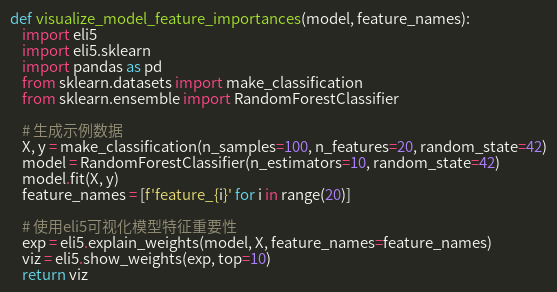 def visualize_model_feature_importances(model, feature_names):
    import eli5
    import eli5.sklearn
    import pandas as pd
    from sklearn.datasets import make_classification
    from sklearn.ensemble import RandomForestClassifier

    # 生成示例数据
    X, y = make_classification(n_samples=100, n_features=20, random_state=42)
    model = RandomForestClassifier(n_estimators=10, random_state=42)
    model.fit(X, y)
    feature_names = [f'feature_{i}' for i in range(20)]

    # 使用eli5可视化模型特征重要性
    exp = eli5.explain_weights(model, X, feature_names=feature_names)
    viz = eli5.show_weights(exp, top=10)
    return viz